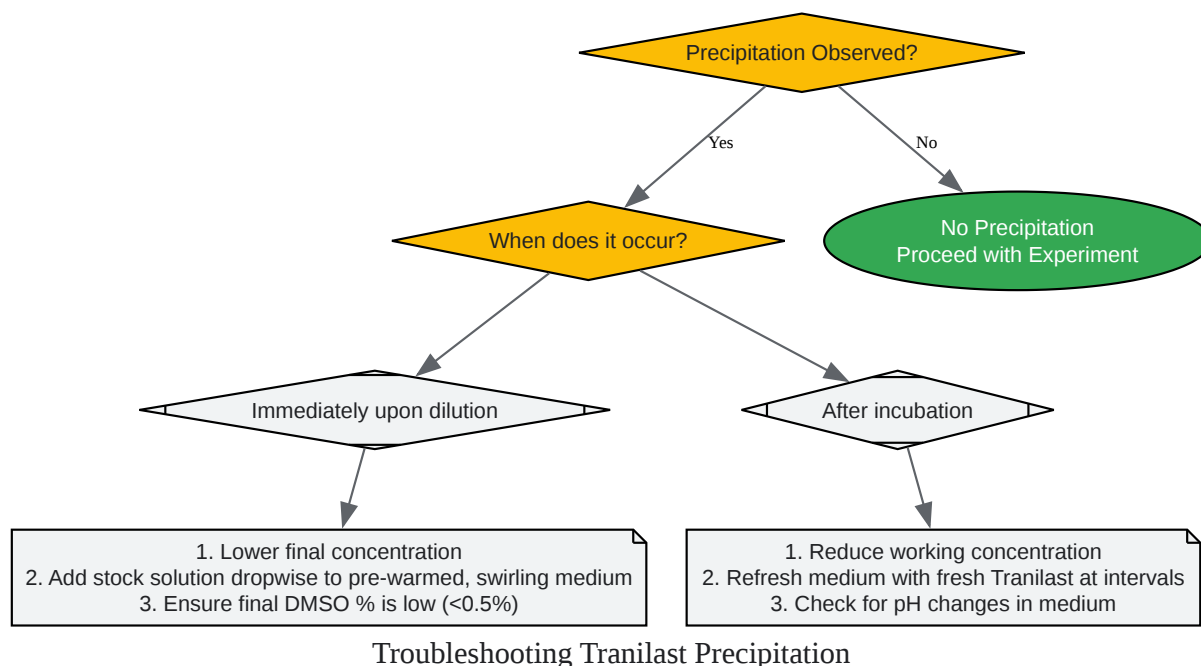 Precipitation Observed?
Yes
No
When does it occur?
No Precipitation
Proceed with Experiment
Immediately upon dilution
After incubation
1. Lower final concentration
2. Add stock solution dropwise to pre-warmed, swirling medium
3. Ensure final DMSO % is low (<0.5%)
1. Reduce working concentration
2. Refresh medium with fresh Tranilast at intervals
3. Check for pH changes in medium
Troubleshooting Tranilast Precipitation